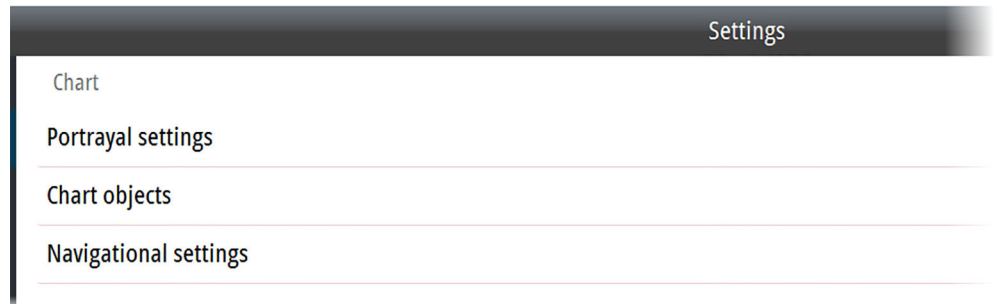 Settings
Chart
Portrayal settings
Chart objects
Navigational settings